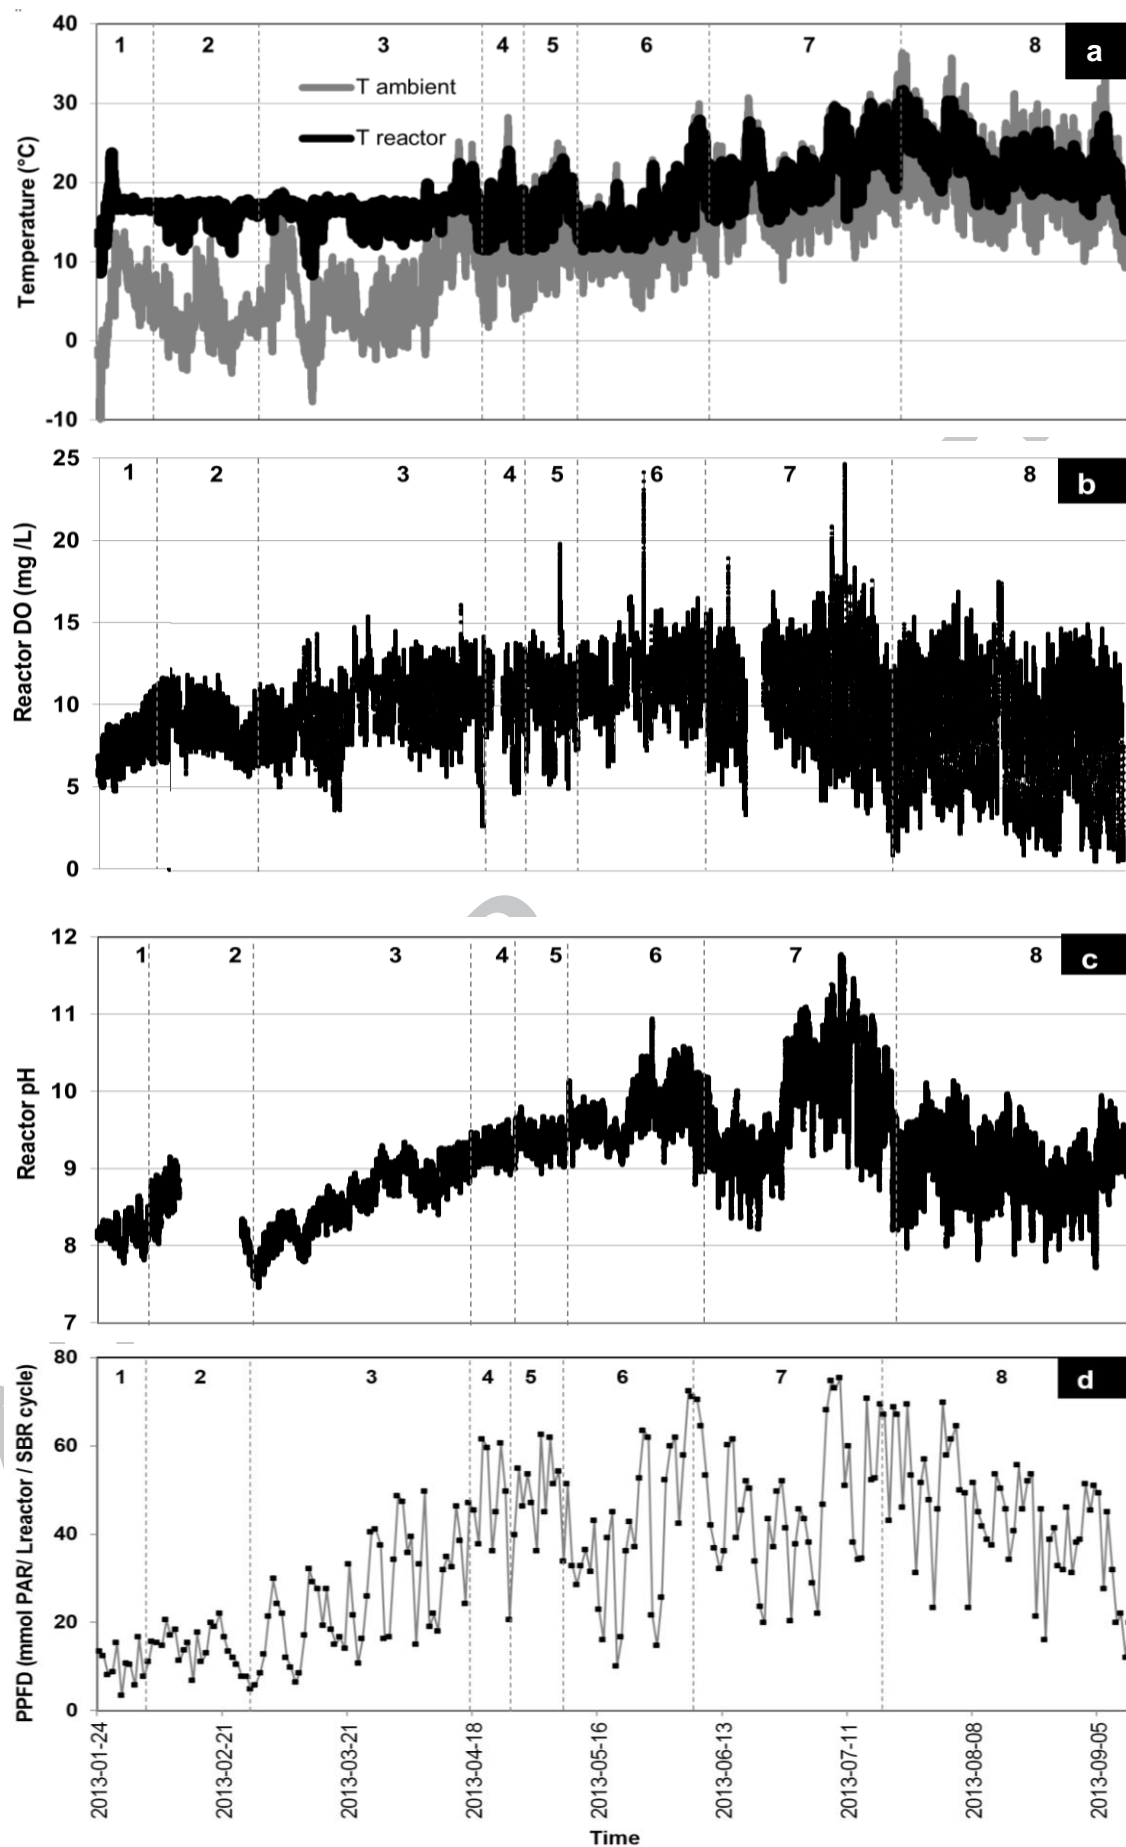 40
1 2 3 4 5 6 7 8
a
T ambient
30
T reactor
20
10
0
-10
Temperature (°C)
25
1 2 3 4 5 6 7 8
b
20
15
10
5
0
Reactor DO (mg /L)
12
1 2 3 4 5 6 7 8
c
11
10
9
8
7
Reactor pH
80
1 2 3 4 5 6 7 8
d
60
40
20
0
PPFD (mmol PAR/ Lreactor / SBR cycle)
2013-01-24
2013-02-21
2013-03-21
2013-04-18
2013-05-16
2013-06-13
2013-07-11
2013-08-08
2013-09-05
Time